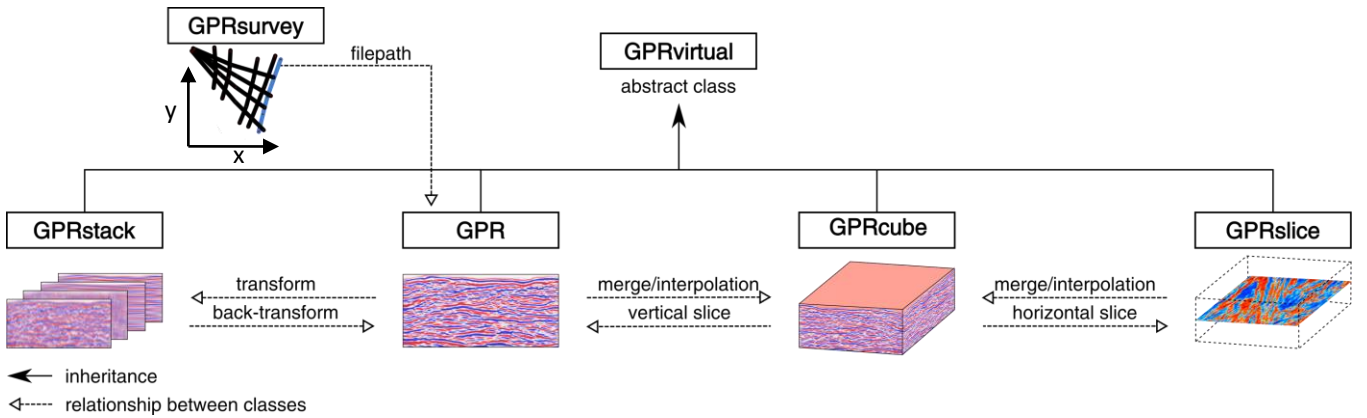 GPRsurvey
filepath
GPRvirtual
abstract class
y
x
GPRstack
GPR
GPRcube
GPRslice
transform
back-transform
merge/interpolation
vertical slice
merge/interpolation
horizontal slice
inheritance
relationship between classes